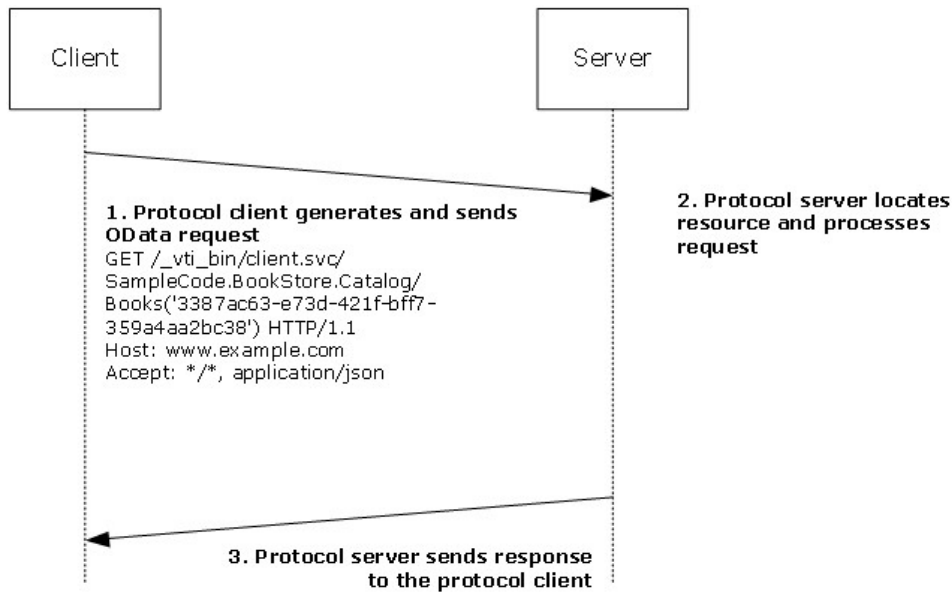 Client
Server
1. Protocol client generates and sends
OData request
GET /_vti_bin/client.svc/
SampleCode.BookStore.Catalog/
Books('3387ac63-e73d-421f-bff7-
359a4aa2bc38') HTTP/1.1
Host: www.example.com
Accept: */*, application/json
2. Protocol server locates
resource and processes
request
3. Protocol server sends response
to the protocol client